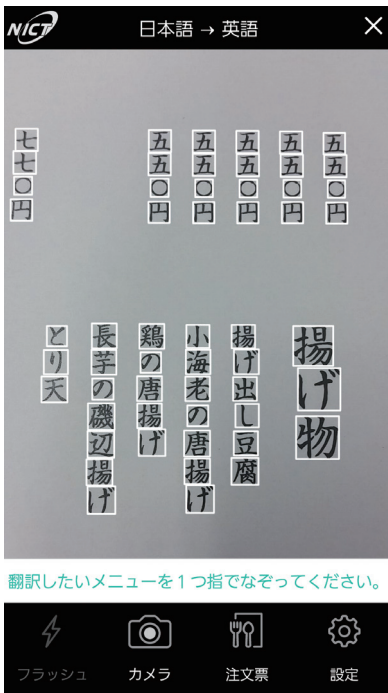 NICT
日本語 → 英語
五五〇円
五五〇円
五五〇円
五五〇円
五五〇円
七七〇円
揚げ物
揚げ出し豆腐
小海老の唐揚げ
鶏の唐揚げ
長芋の磯辺揚げ
とり天
翻訳したいメニューを1つ指でなぞってください。
フラッシュ
カメラ
注文票
設定